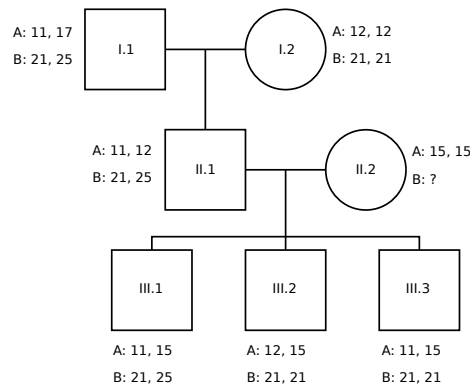 A: 11, 17
B: 21, 25
I.1
I.2
A: 12, 12
B: 21, 21
A: 11, 12
B: 21, 25
II.1
II.2
A: 15, 15
B: ?
III.1
III.2
III.3
A: 11, 15
B: 21, 25
A: 12, 15
B: 21, 21
A: 11, 15
B: 21, 21